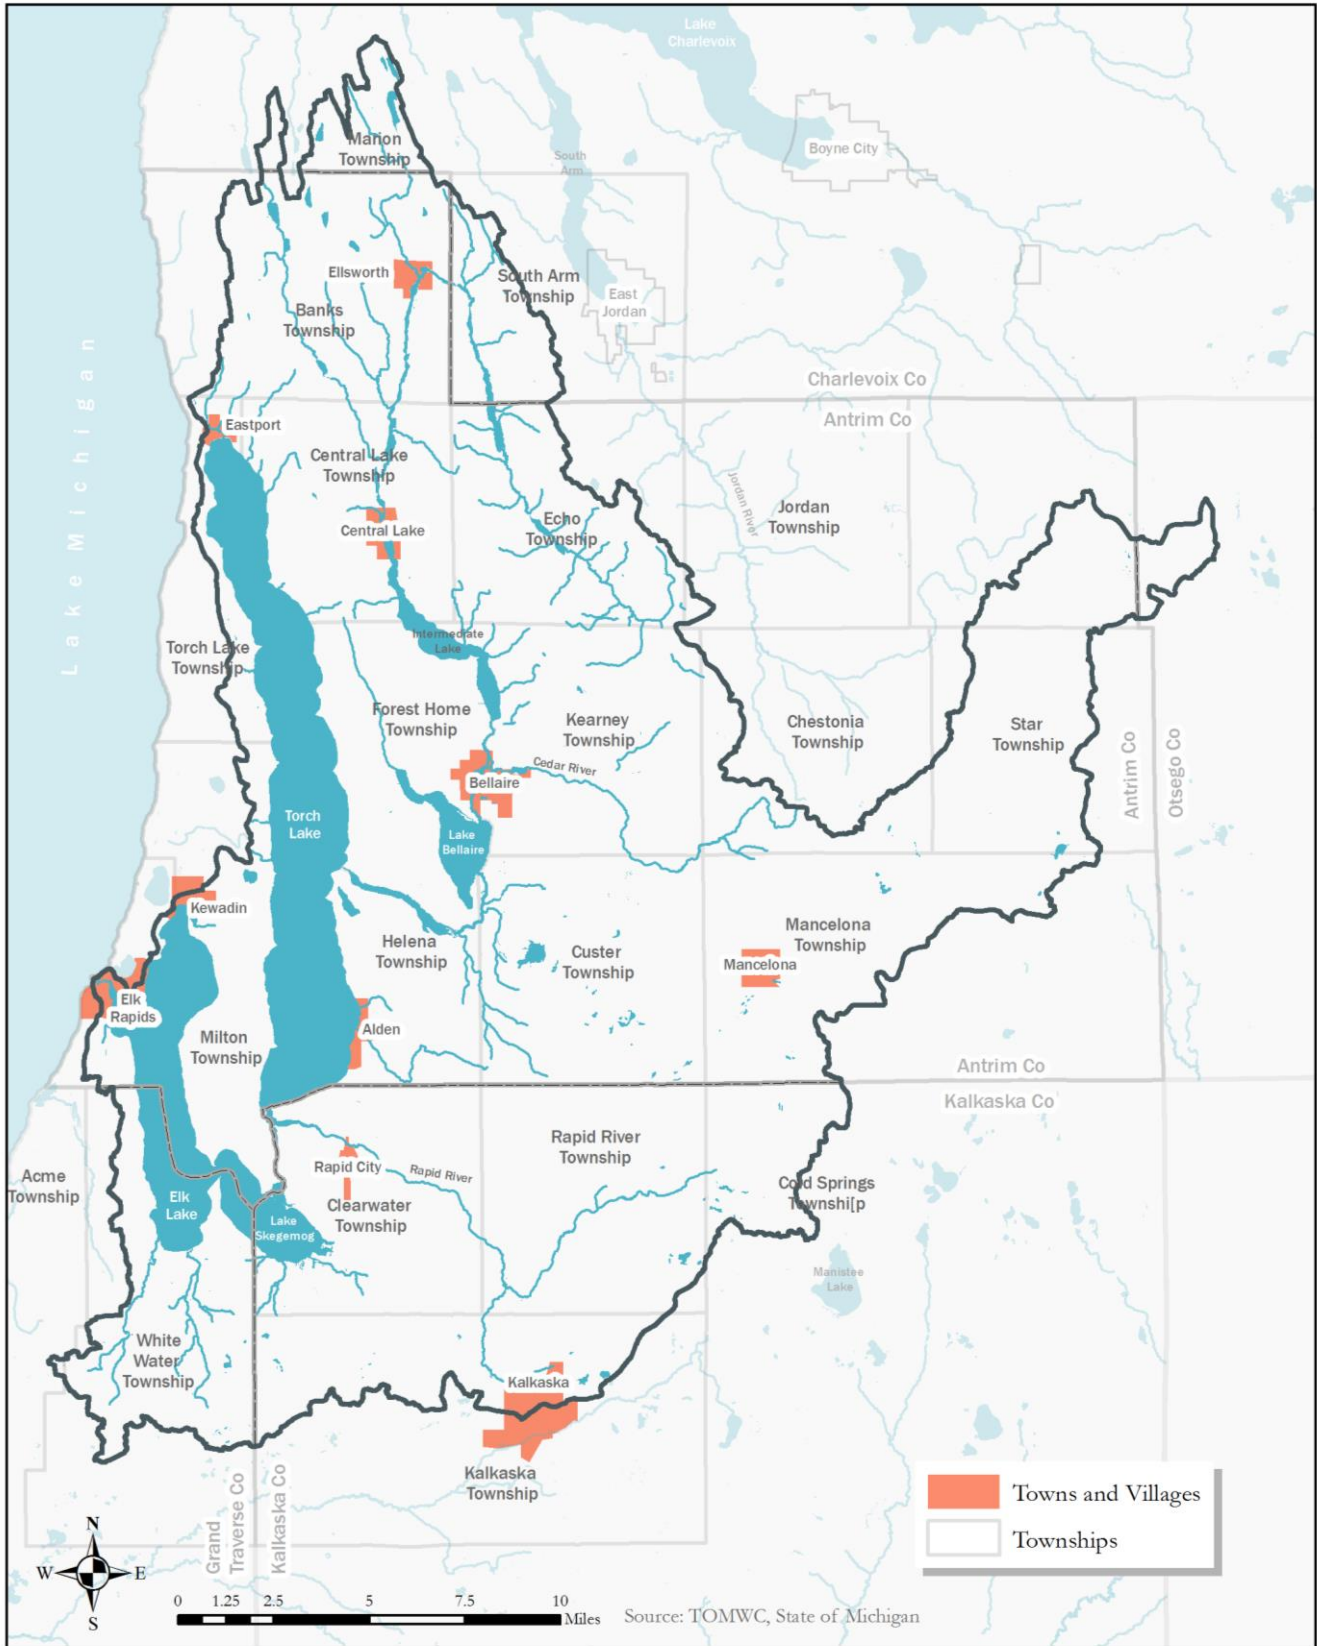 Lake
Charlevoix
Boyne City
Marion
Township
South
Arm
Ellsworth
South Arm
Township
East
Jordan
Banks
Township
Charlevoix Co
Antrim Co
Lake Michigan
Eastport
Central Lake
Township
Central Lake
Echo
Township
Jordan River
Jordan
Township
Intermediate
Lake
Torch Lake
Township
Forest Home
Township
Kearney
Township
Chestonia
Township
Star
Township
Antrim Co
Otsego Co
Cedar River
Bellaire
Torch
Lake
Lake
Bellaire
Kewadin
Helena
Township
Custer
Township
Mancelona
Township
Mancelona
Elk
Rapids
Milton
Township
Alden
Antrim Co
Kalkaska Co
Acme
Township
Rapid City
Rapid River
Rapid River
Township
Cold Springs
Townshi[p
Elk
Lake
Clearwater
Township
Lake
Skegemog
Manistee
Lake
White
Water
Township
Kalkaska
Kalkaska
Township
Grand
Traverse Co
Kalkaska Co
Towns and Villages
Townships
N
W
E
S
0 1.25 2.5 5 7.5 10
Miles
Source: TOMWC, State of Michigan